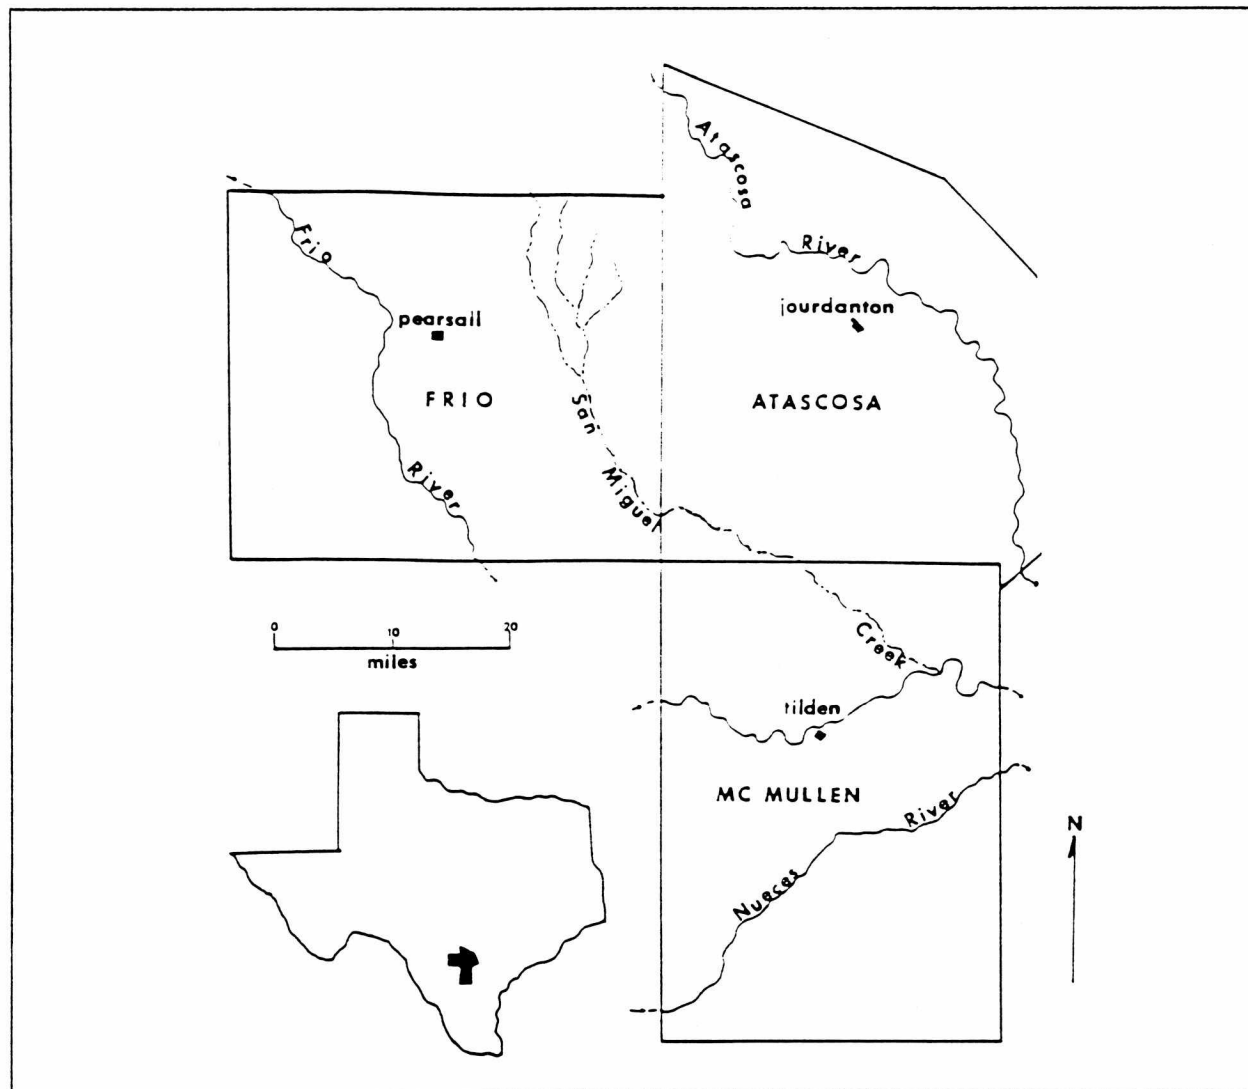 Atascosa
River
Frio
River
pearsall
jourdanton
FRIO
ATASCOSA
San
Miguel
Creek
0 10 20
miles
tilden
MC MULLEN
Nueces
River
N